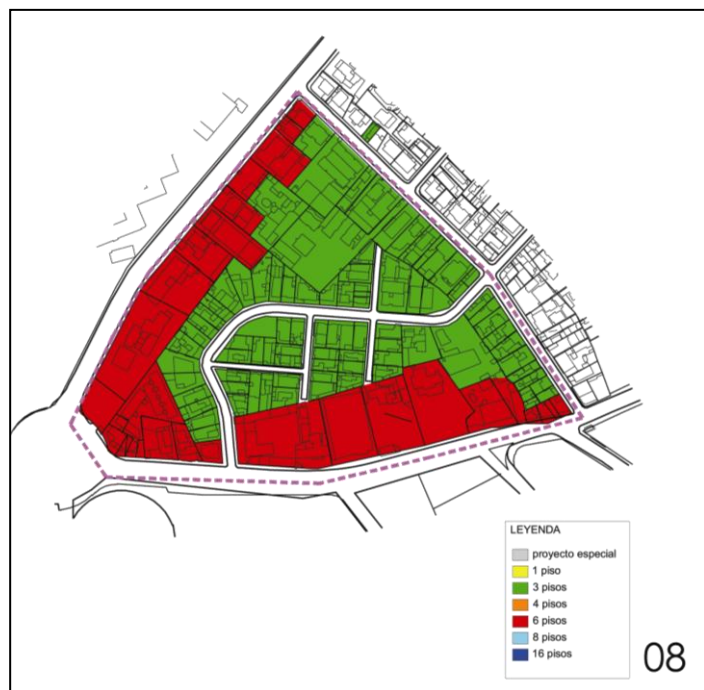 LEYENDA
proyecto especial
1 piso
3 pisos
4 pisos
6 pisos
8 pisos
16 pisos
08